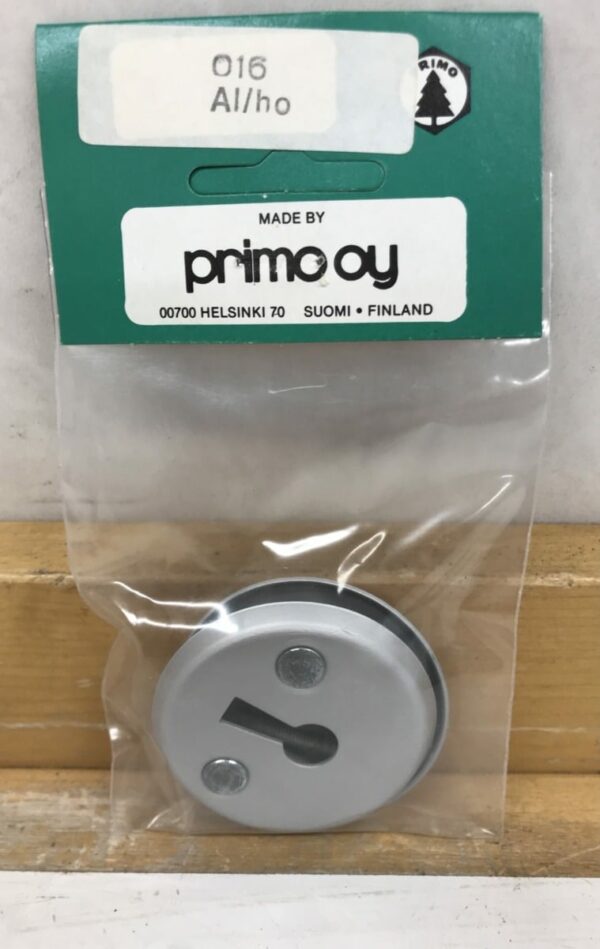 016
Al/ho
PRIMO
MADE BY
primo oy
00700 HELSINKI 70 SUOMI • FINLAND